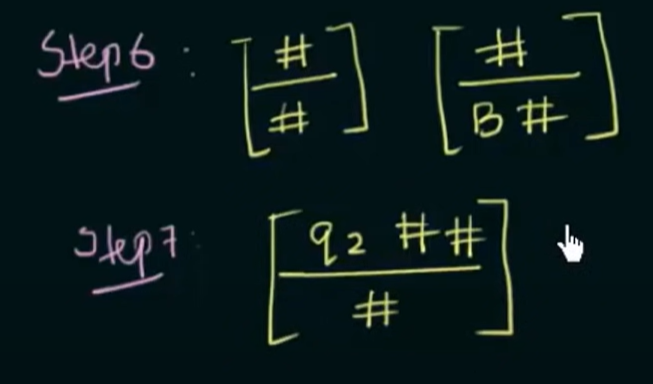 Step 6 : [#/#] [#/B#]
Step 7 : [q₂ ##/#]